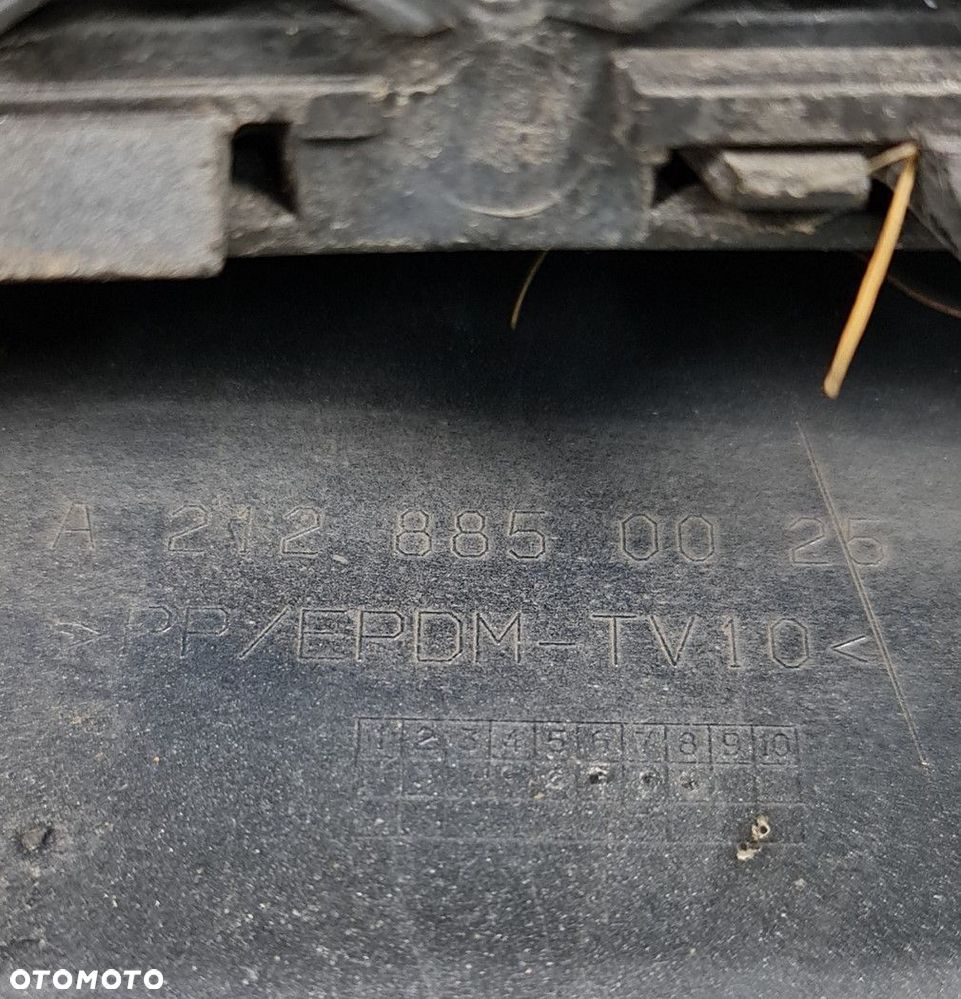 A 212 885 00 25
>PP/EPDM-TV10<
1 2 3 4 5 6 7 8 9 10
OTOMOTO